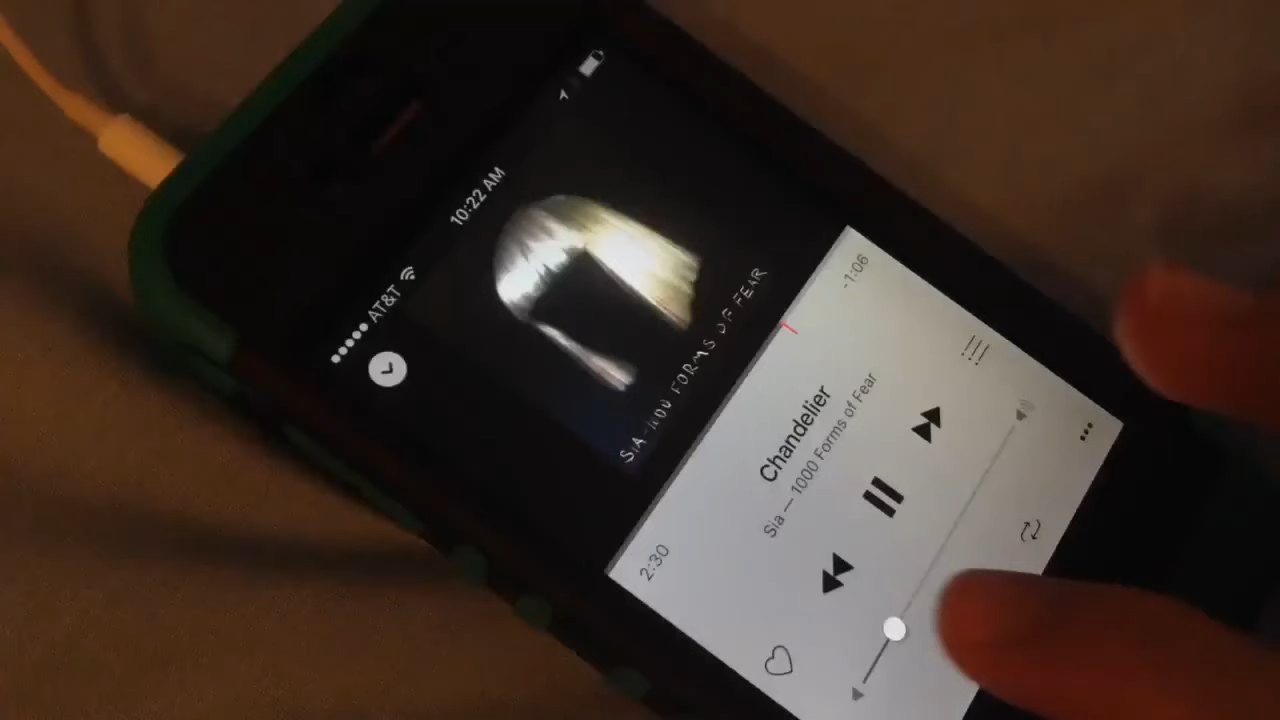 AT&T
10:22 AM
SIA 1000 FORMS OF FEAR
2:30
-1:06
Chandelier
Sia — 1000 Forms of Fear